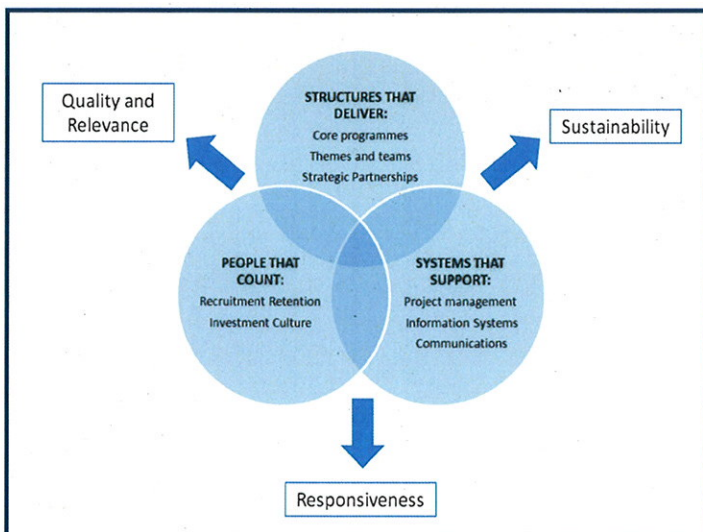 Quality and
Relevance
STRUCTURES THAT
DELIVER:
Core programmes
Themes and teams
Strategic Partnerships
Sustainability
PEOPLE THAT
COUNT:
Recruitment Retention
Investment Culture
SYSTEMS THAT
SUPPORT:
Project management
Information Systems
Communications
Responsiveness